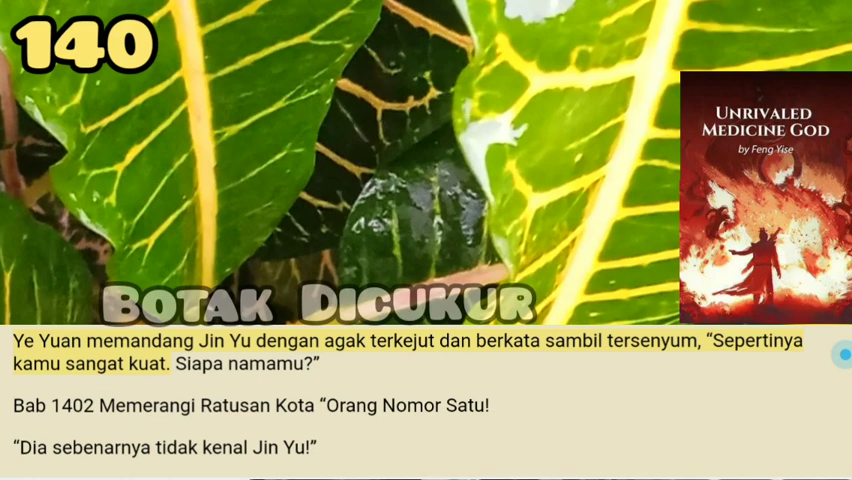 140
UNRIVALED
MEDICINE GOD
by Feng Yise
BOTAK DICUKUR
Ye Yuan memandang Jin Yu dengan agak terkejut dan berkata sambil tersenyum, “Sepertinya
kamu sangat kuat. Siapa namamu?”
Bab 1402 Memerangi Ratusan Kota “Orang Nomor Satu!
“Dia sebenarnya tidak kenal Jin Yu!”